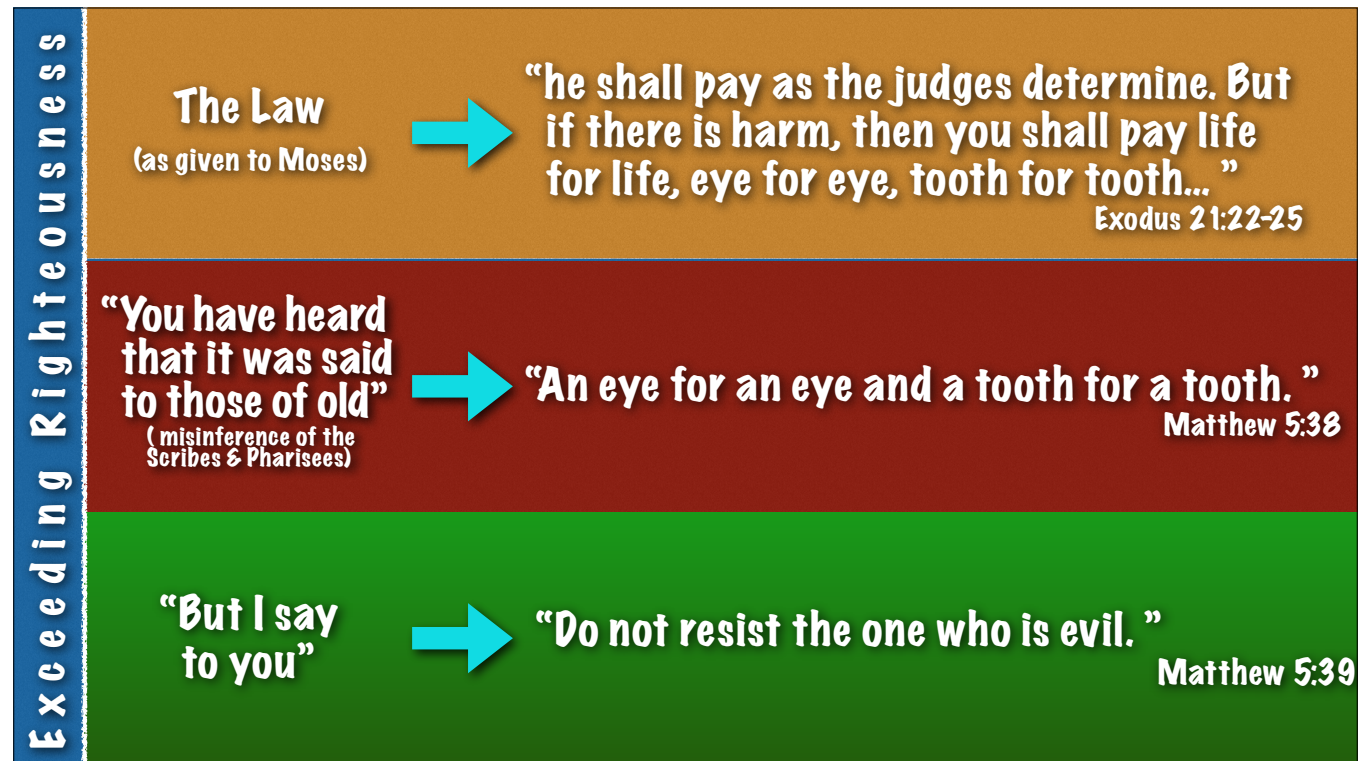 Exceeding Righteousness
The Law
(as given to Moses)
“he shall pay as the judges determine. But
if there is harm, then you shall pay life
for life, eye for eye, tooth for tooth... ”
Exodus 21:22-25
“You have heard
that it was said
to those of old”
( misinference of the
Scribes & Pharisees)
“An eye for an eye and a tooth for a tooth. ”
Matthew 5:38
“But I say
to you”
“Do not resist the one who is evil. ”
Matthew 5:39